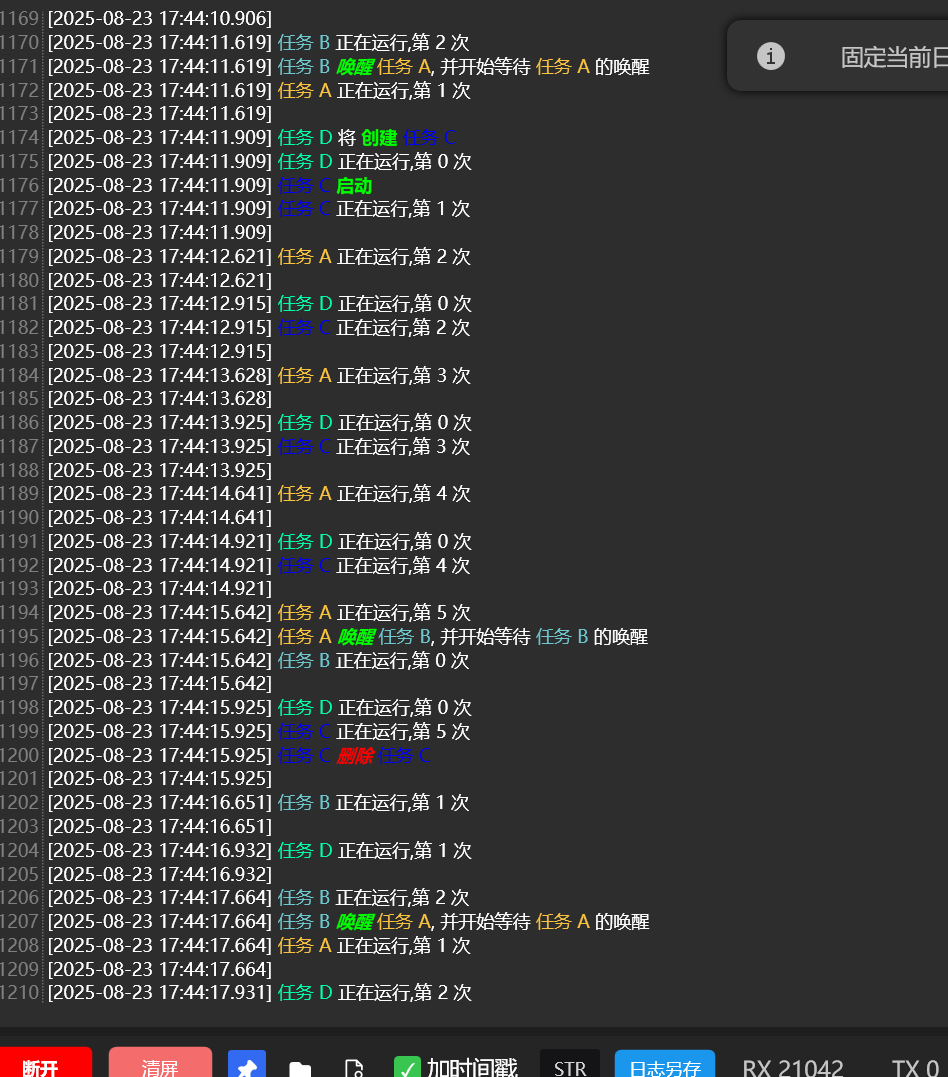 1169 [2025-08-23 17:44:10.906]
1170 [2025-08-23 17:44:11.619] 任务 B 正在运行,第 2 次
1171 [2025-08-23 17:44:11.619] 任务 B 唤醒 任务 A, 并开始等待 任务 A 的唤醒
1172 [2025-08-23 17:44:11.619] 任务 A 正在运行,第 1 次
1173 [2025-08-23 17:44:11.619]
1174 [2025-08-23 17:44:11.909] 任务 D 将 创建 任务 C
1175 [2025-08-23 17:44:11.909] 任务 D 正在运行,第 0 次
1176 [2025-08-23 17:44:11.909] 任务 C 启动
1177 [2025-08-23 17:44:11.909] 任务 C 正在运行,第 1 次
1178 [2025-08-23 17:44:11.909]
1179 [2025-08-23 17:44:12.621] 任务 A 正在运行,第 2 次
1180 [2025-08-23 17:44:12.621]
1181 [2025-08-23 17:44:12.915] 任务 D 正在运行,第 0 次
1182 [2025-08-23 17:44:12.915] 任务 C 正在运行,第 2 次
1183 [2025-08-23 17:44:12.915]
1184 [2025-08-23 17:44:13.628] 任务 A 正在运行,第 3 次
1185 [2025-08-23 17:44:13.628]
1186 [2025-08-23 17:44:13.925] 任务 D 正在运行,第 0 次
1187 [2025-08-23 17:44:13.925] 任务 C 正在运行,第 3 次
1188 [2025-08-23 17:44:13.925]
1189 [2025-08-23 17:44:14.641] 任务 A 正在运行,第 4 次
1190 [2025-08-23 17:44:14.641]
1191 [2025-08-23 17:44:14.921] 任务 D 正在运行,第 0 次
1192 [2025-08-23 17:44:14.921] 任务 C 正在运行,第 4 次
1193 [2025-08-23 17:44:14.921]
1194 [2025-08-23 17:44:15.642] 任务 A 正在运行,第 5 次
1195 [2025-08-23 17:44:15.642] 任务 A 唤醒 任务 B, 并开始等待 任务 B 的唤醒
1196 [2025-08-23 17:44:15.642] 任务 B 正在运行,第 0 次
1197 [2025-08-23 17:44:15.642]
1198 [2025-08-23 17:44:15.925] 任务 D 正在运行,第 0 次
1199 [2025-08-23 17:44:15.925] 任务 C 正在运行,第 5 次
1200 [2025-08-23 17:44:15.925] 任务 C 删除 任务 C
1201 [2025-08-23 17:44:15.925]
1202 [2025-08-23 17:44:16.651] 任务 B 正在运行,第 1 次
1203 [2025-08-23 17:44:16.651]
1204 [2025-08-23 17:44:16.932] 任务 D 正在运行,第 1 次
1205 [2025-08-23 17:44:16.932]
1206 [2025-08-23 17:44:17.664] 任务 B 正在运行,第 2 次
1207 [2025-08-23 17:44:17.664] 任务 B 唤醒 任务 A, 并开始等待 任务 A 的唤醒
1208 [2025-08-23 17:44:17.664] 任务 A 正在运行,第 1 次
1209 [2025-08-23 17:44:17.664]
1210 [2025-08-23 17:44:17.931] 任务 D 正在运行,第 2 次
固定当前日
断开 清屏 加时间戳 STR 日志另存 RX 21042 TX 0